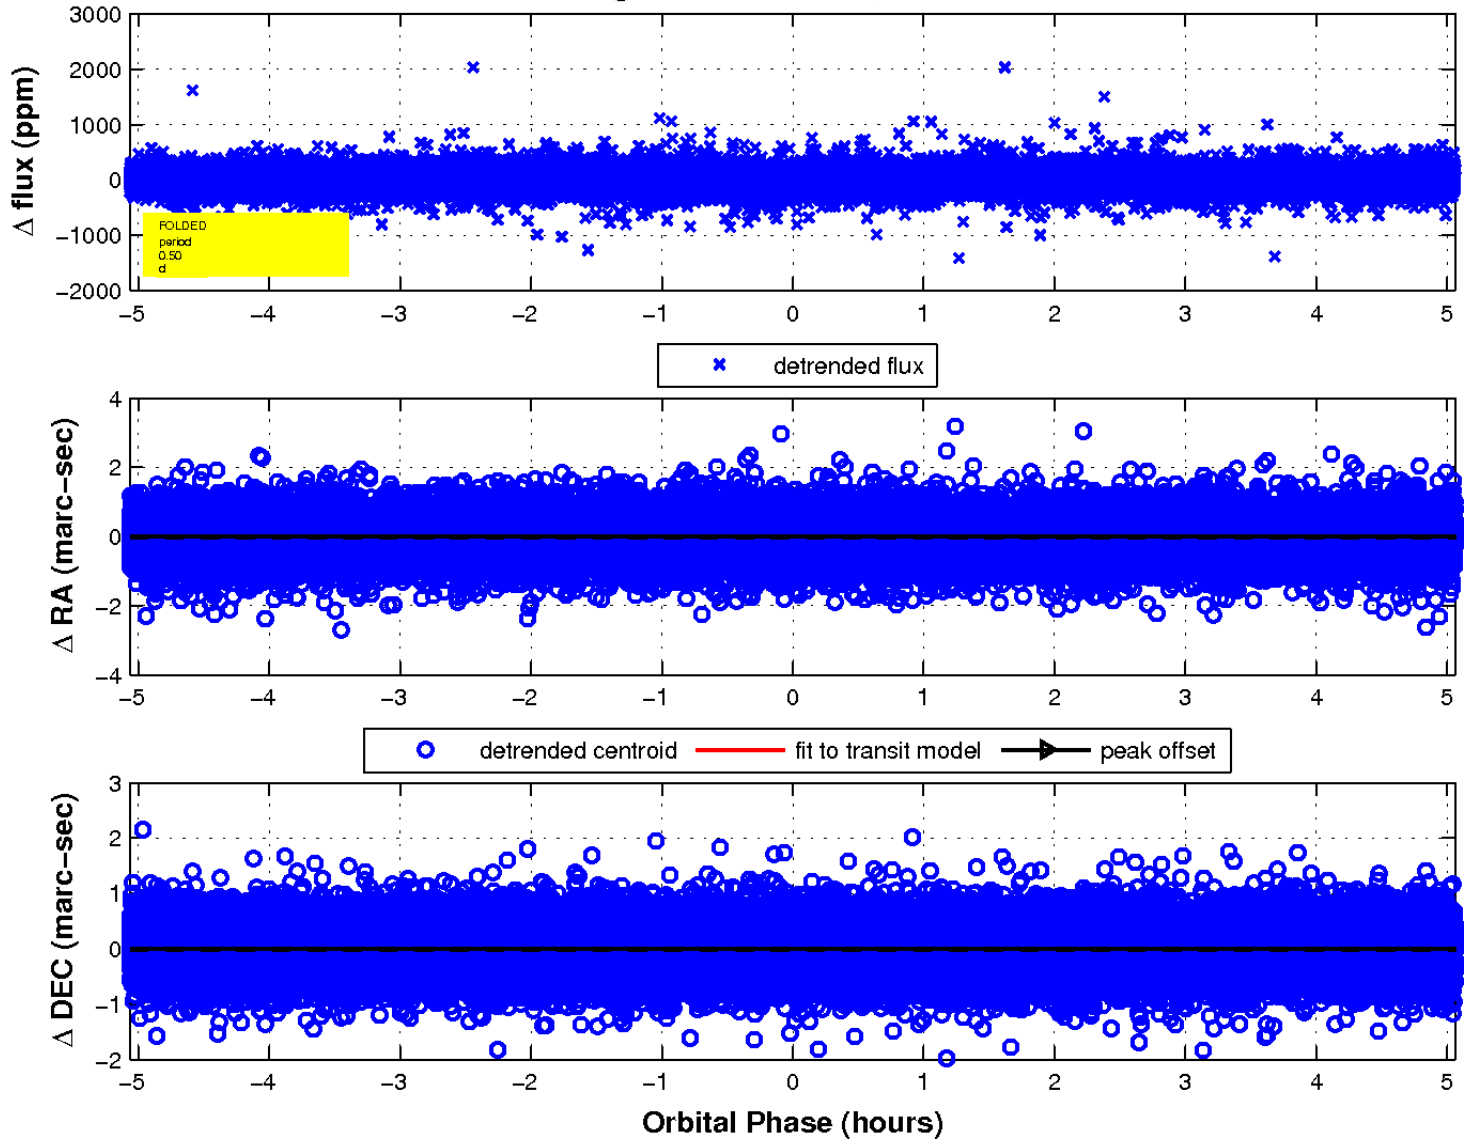 3000
2000
1000
0
−1000
−2000
Δ flux (ppm)
FOLDED
period
0.50
d
−5 −4 −3 −2 −1 0 1 2 3 4 5
detrended flux
4
2
0
−2
−4
Δ RA (marc−sec)
−5 −4 −3 −2 −1 0 1 2 3 4 5
detrended centroid fit to transit model peak offset
3
2
1
0
−1
−2
Δ DEC (marc−sec)
−5 −4 −3 −2 −1 0 1 2 3 4 5
Orbital Phase (hours)